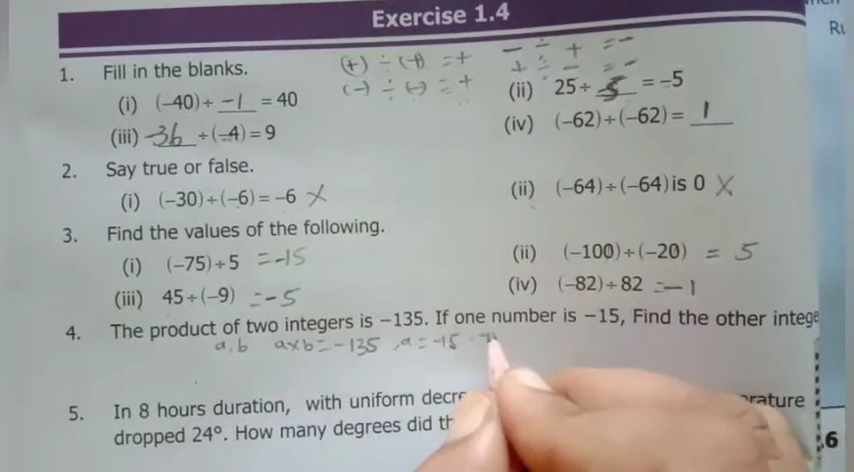 Ru
Exercise 1.4
1. Fill in the blanks.
(+) ÷ (+) = +
(-) ÷ (-) = +
- ÷ + = -
+ ÷ - = -
(i) (–40)÷ -1 = 40
(ii) 25÷ -5 = –5
(iii) -36 ÷(–4)= 9
(iv) (–62)÷(–62)= 1
2. Say true or false.
(i) (–30)÷(–6)= –6 X
(ii) (–64)÷(–64)is 0 X
3. Find the values of the following.
(i) (–75)÷5 = -15
(ii) (–100)÷(–20) = 5
(iii) 45÷(–9) = -5
(iv) (–82)÷82 = -1
4. The product of two integers is –135. If one number is –15, Find the other intege
a, b a×b = -135 , a = -15
5. In 8 hours duration, with uniform decre rature
dropped 24°. How many degrees did th
6